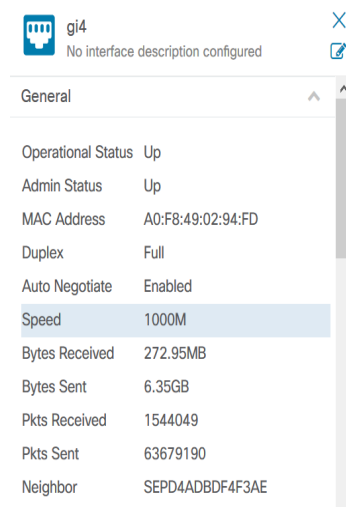 gi4
No interface description configured
General
Operational Status Up
Admin Status Up
MAC Address A0:F8:49:02:94:FD
Duplex Full
Auto Negotiate Enabled
Speed 1000M
Bytes Received 272.95MB
Bytes Sent 6.35GB
Pkts Received 1544049
Pkts Sent 63679190
Neighbor SEPD4ADBDF4F3AE